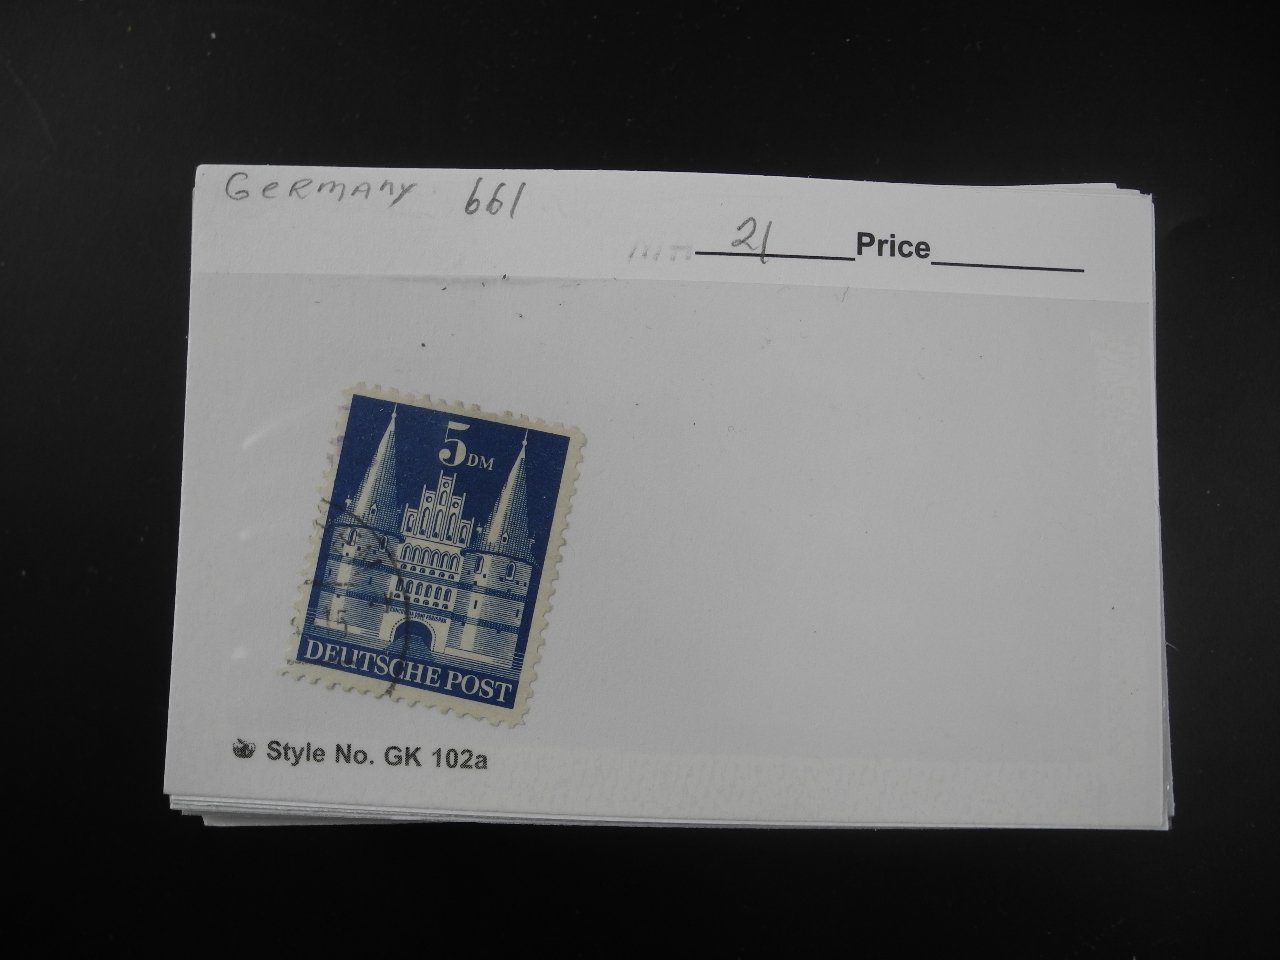 GERMANY 661
21 Price
5 DM
DEUTSCHE POST
Style No. GK 102a